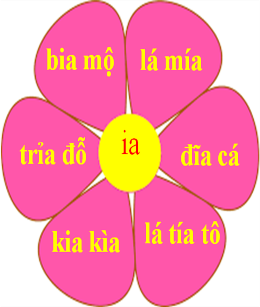 bia mộ
lá mía
trỉa đỗ
ia
đĩa cá
kia kìa
lá tía tô